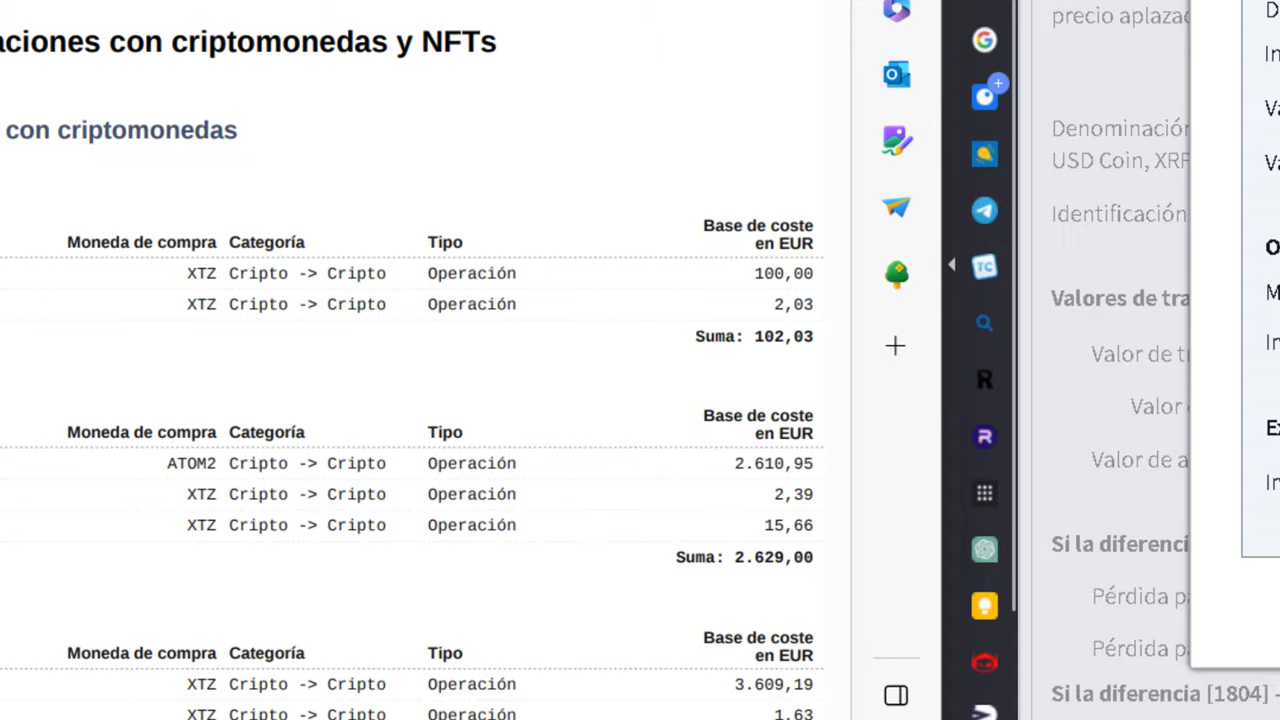 aciones con criptomonedas y NFTs
con criptomonedas
Moneda de compra Categoría Tipo Base de coste en EUR
XTZ Cripto -> Cripto Operación 100,00
XTZ Cripto -> Cripto Operación 2,03
Suma: 102,03
Moneda de compra Categoría Tipo Base de coste en EUR
ATOM2 Cripto -> Cripto Operación 2.610,95
XTZ Cripto -> Cripto Operación 2,39
XTZ Cripto -> Cripto Operación 15,66
Suma: 2.629,00
Moneda de compra Categoría Tipo Base de coste en EUR
XTZ Cripto -> Cripto Operación 3.609,19
XTZ Cripto -> Cripto Operación 1,63
TC
R
precio aplazad
Denominación
USD Coin, XRP
Identificación
Valores de tra
Valor de t
Valor
Valor de a
Si la diferenci
Pérdida p
Pérdida p
Si la diferencia [1804] -